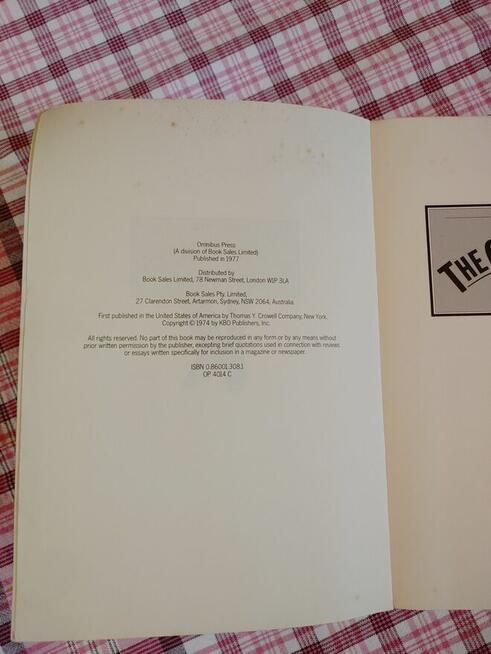 Omnibus Press
(A division of Book Sales Limited)
Published in 1977
Distributed by
Book Sales Limited, 78 Newman Street, London W1P 3LA
Book Sales Pty. Limited,
27 Clarendon Street, Artarmon, Sydney, NSW 2064, Australia.
First published in the United States of America by Thomas Y. Crowell Company, New York.
Copyright © 1974 by KBO Publishers, Inc.
All rights reserved. No part of this book may be reproduced in any form or by any means without
prior written permission by the publisher, excepting brief quotations used in connection with reviews
or essays written specifically for inclusion in a magazine or newspaper.
ISBN 0.86001.308.1
OP 4014 C
THE